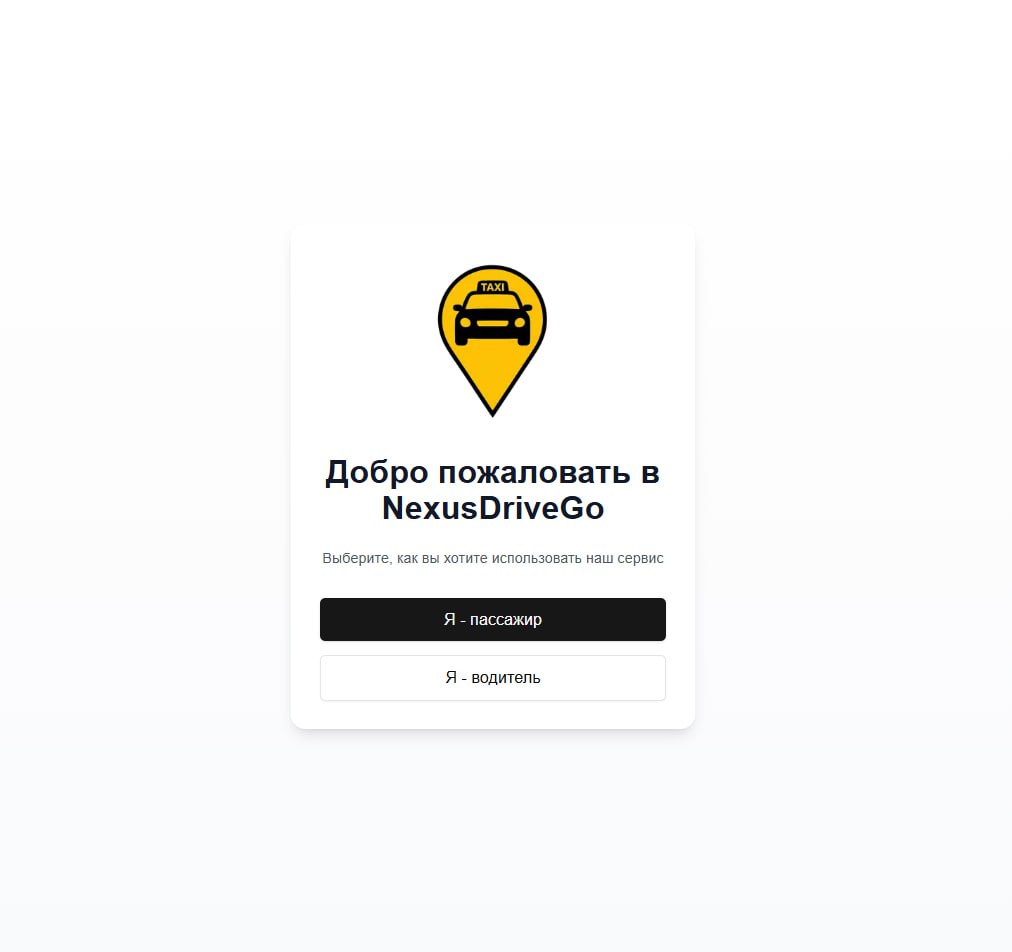 TAXI
Добро пожаловать в
NexusDriveGo
Выберите, как вы хотите использовать наш сервис
Я - пассажир
Я - водитель